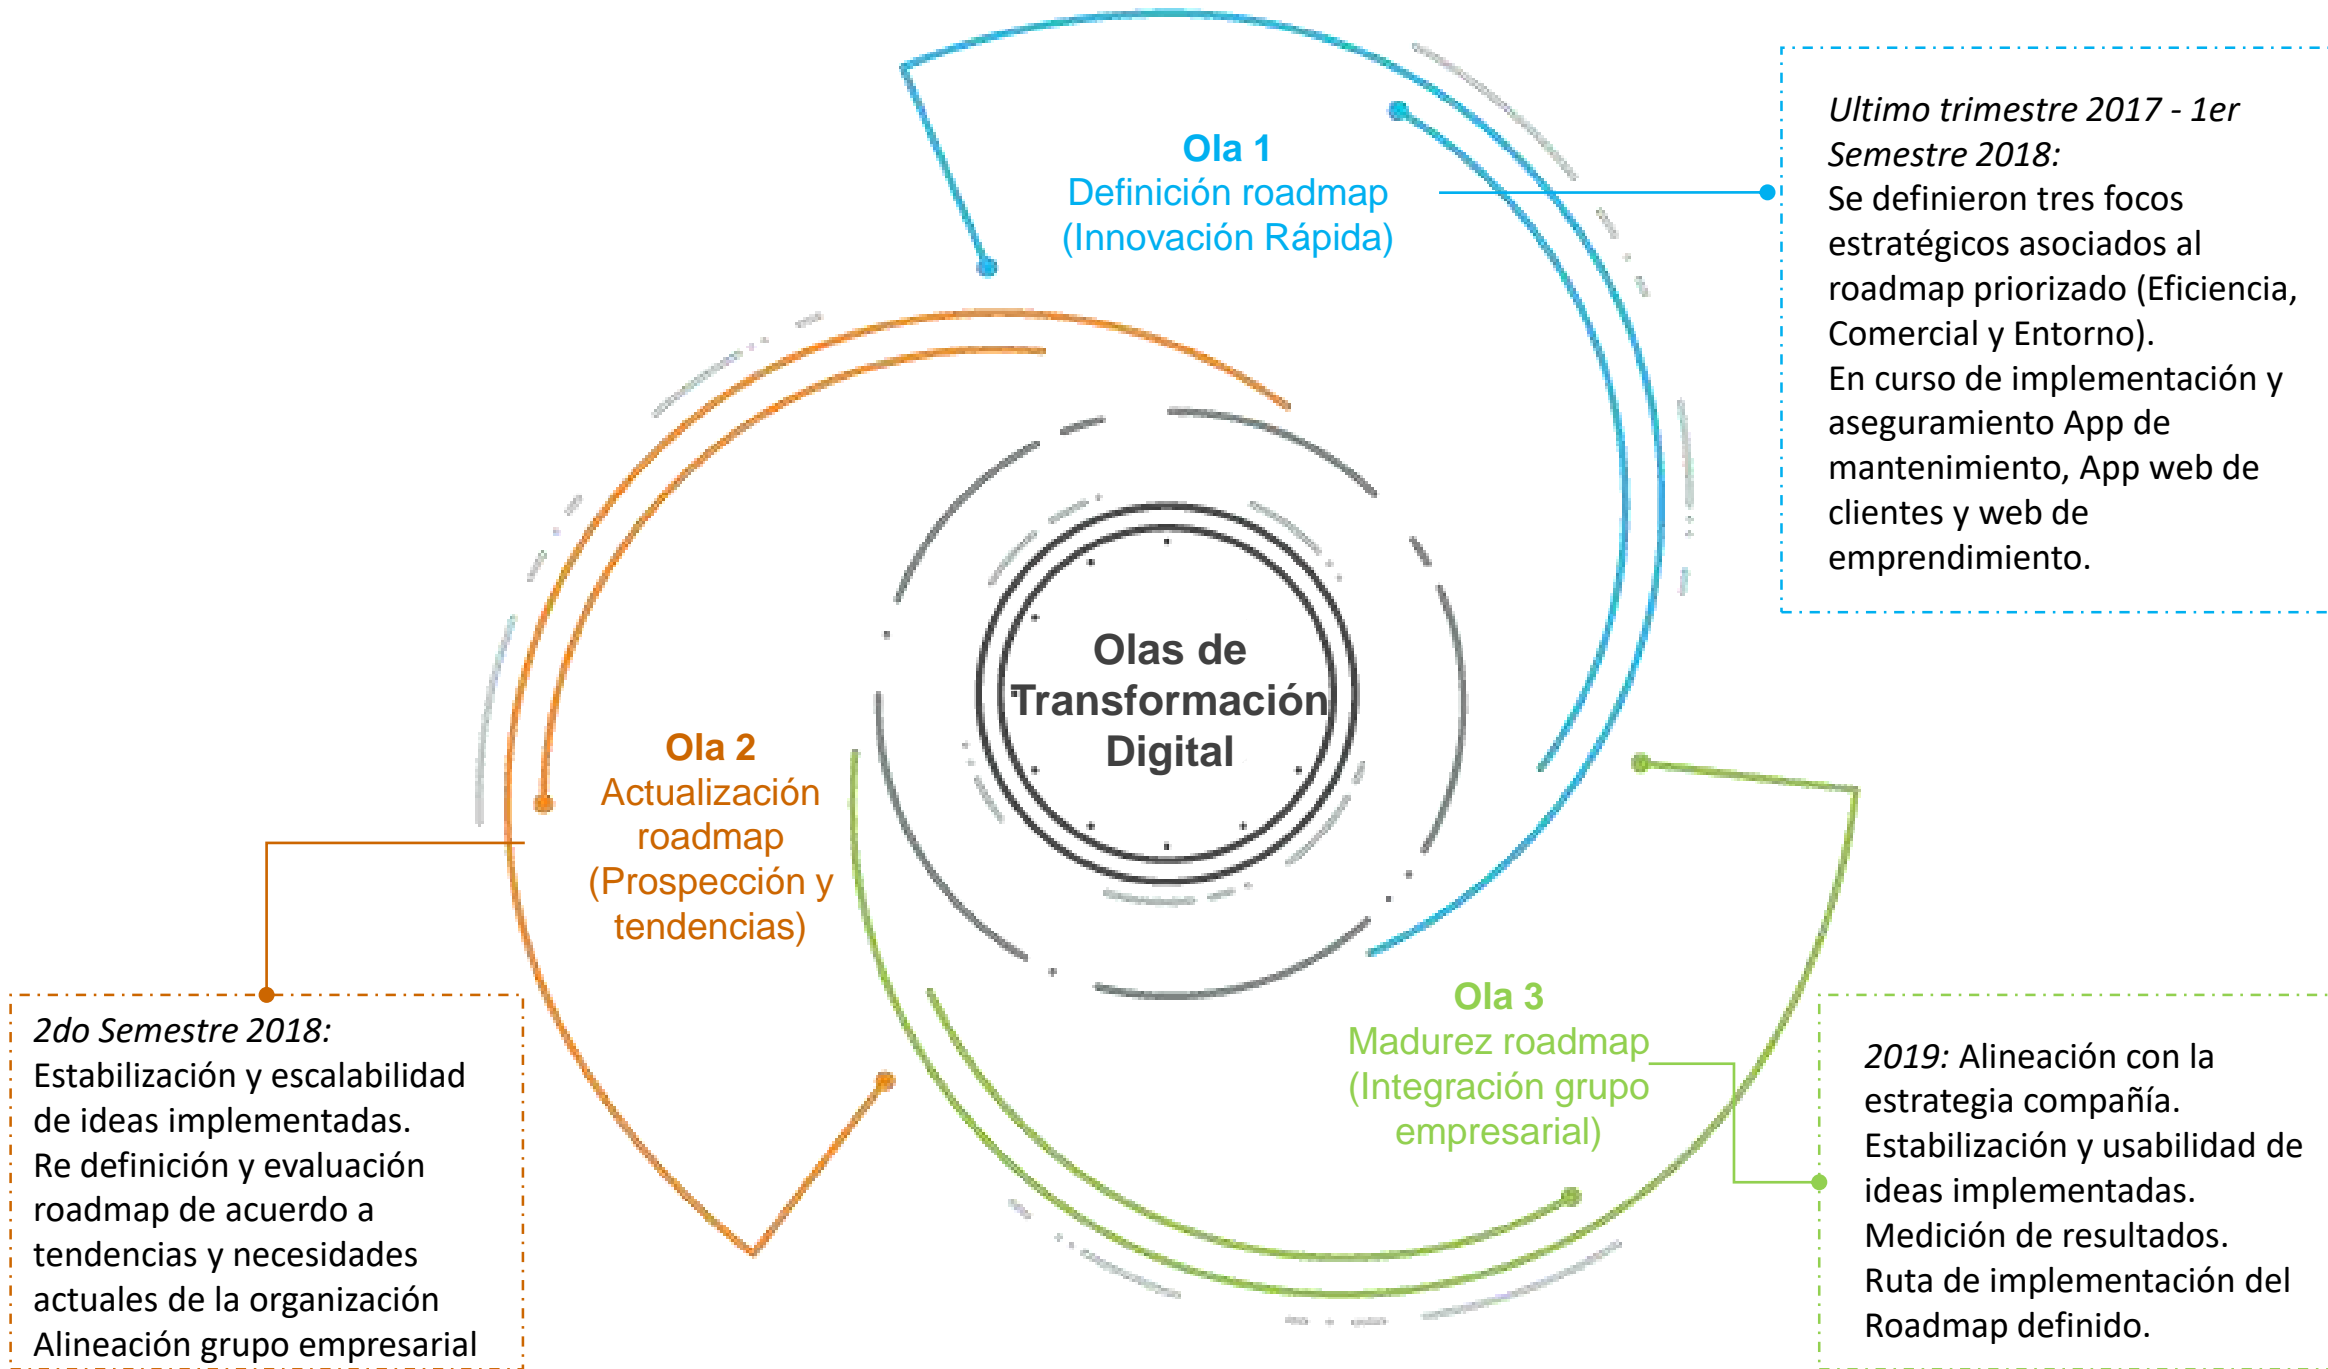 Ola 1
Definición roadmap
(Innovación Rápida)
Ultimo trimestre 2017 - 1er
Semestre 2018:
Se definieron tres focos
estratégicos asociados al
roadmap priorizado (Eficiencia,
Comercial y Entorno).
En curso de implementación y
aseguramiento App de
mantenimiento, App web de
clientes y web de
emprendimiento.
Olas de
Transformación
Digital
Ola 2
Actualización
roadmap
(Prospección y
tendencias)
2do Semestre 2018:
Estabilización y escalabilidad
de ideas implementadas.
Re definición y evaluación
roadmap de acuerdo a
tendencias y necesidades
actuales de la organización
Alineación grupo empresarial
Ola 3
Madurez roadmap
(Integración grupo
empresarial)
2019: Alineación con la
estrategia compañía.
Estabilización y usabilidad de
ideas implementadas.
Medición de resultados.
Ruta de implementación del
Roadmap definido.